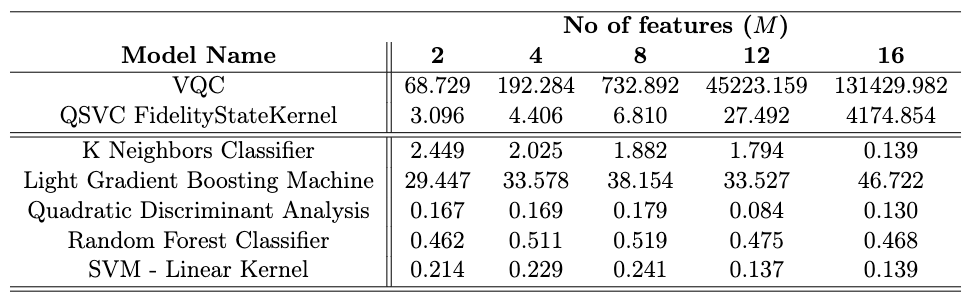 No of features (M)
Model Name 2 4 8 12 16
VQC 68.729 192.284 732.892 45223.159 131429.982
QSVC FidelityStateKernel 3.096 4.406 6.810 27.492 4174.854
K Neighbors Classifier 2.449 2.025 1.882 1.794 0.139
Light Gradient Boosting Machine 29.447 33.578 38.154 33.527 46.722
Quadratic Discriminant Analysis 0.167 0.169 0.179 0.084 0.130
Random Forest Classifier 0.462 0.511 0.519 0.475 0.468
SVM - Linear Kernel 0.214 0.229 0.241 0.137 0.139